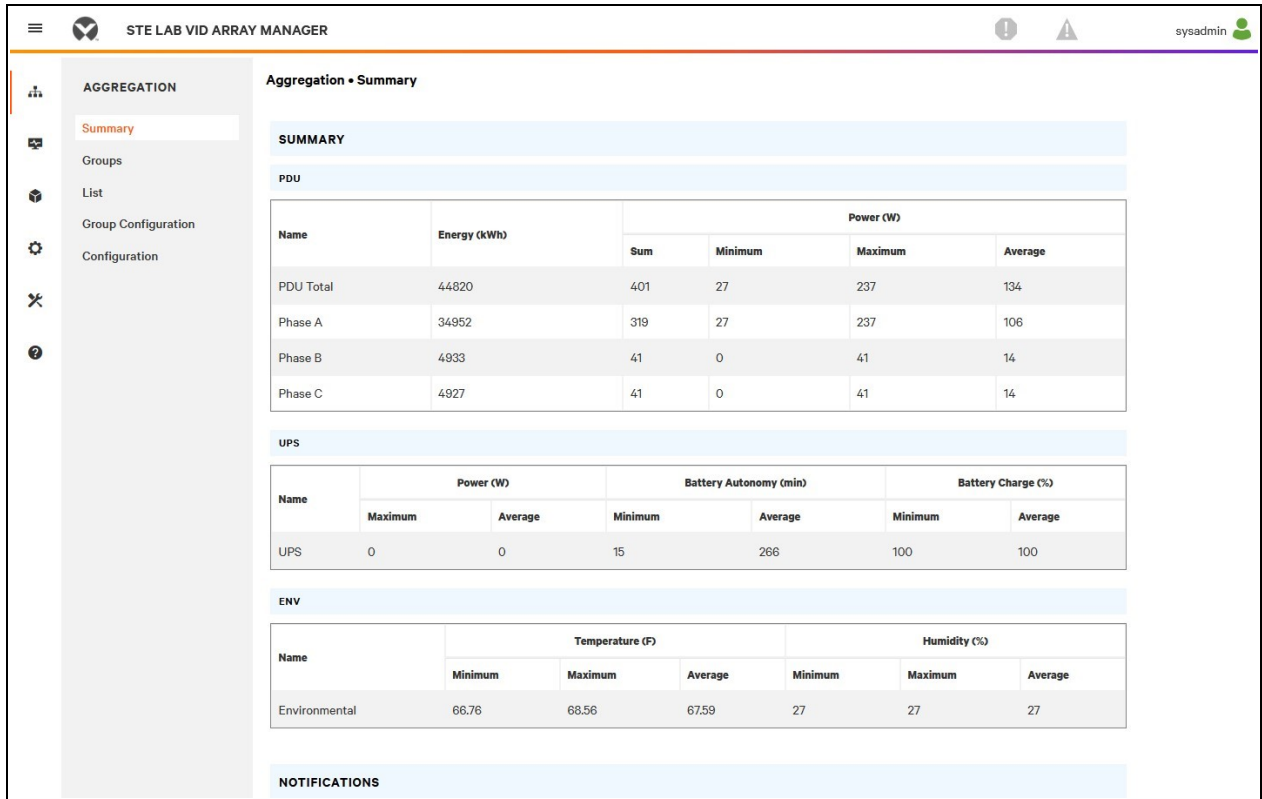 STE LAB VID ARRAY MANAGER
sysadmin
AGGREGATION
Summary
Groups
List
Group Configuration
Configuration
Aggregation • Summary
SUMMARY
PDU
Name Energy (kWh) Power (W)
Sum Minimum Maximum Average
PDU Total 44820 401 27 237 134
Phase A 34952 319 27 237 106
Phase B 4933 41 0 41 14
Phase C 4927 41 0 41 14
UPS
Name Power (W) Battery Autonomy (min) Battery Charge (%)
Maximum Average Minimum Average Minimum Average
UPS 0 0 15 266 100 100
ENV
Name Temperature (F) Humidity (%)
Minimum Maximum Average Minimum Maximum Average
Environmental 66.76 68.56 67.59 27 27 27
NOTIFICATIONS